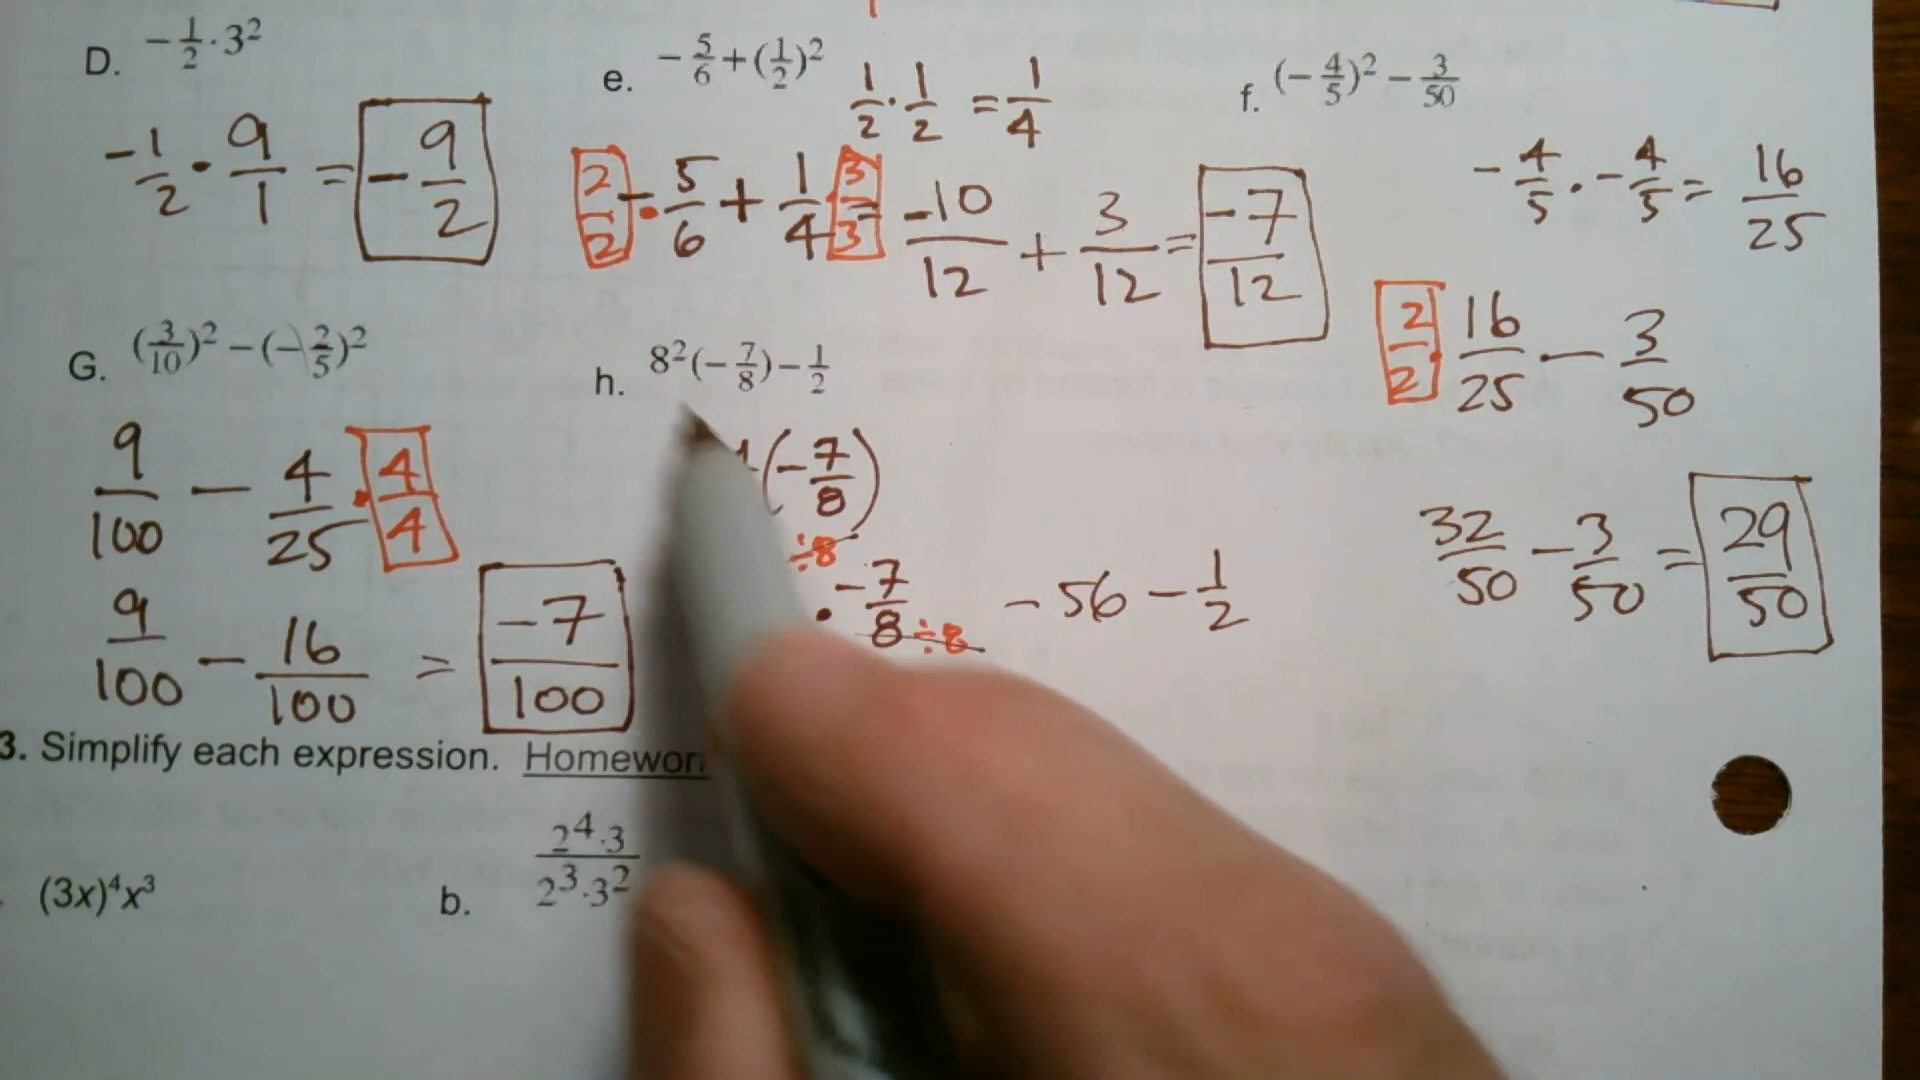 D. -1/2 · 3²
-1/2 · 9/1 = -9/2
e. -5/6 + (1/2)²
1/2 · 1/2 = 1/4
2/2 · -5/6 + 1/4 · 3/3 = -10/12 + 3/12 = -7/12
f. (-4/5)² - 3/50
-4/5 · -4/5 = 16/25
2/2 · 16/25 - 3/50
32/50 - 3/50 = 29/50
G. (3/10)² - (-2/5)²
9/100 - 4/25 · 4/4
9/100 - 16/100 = -7/100
h. 8²(-7/8) - 1/2
(-7/8)
÷8
· -7/8 ÷8
-56 - 1/2
3. Simplify each expression.
(3x)⁴x³
b. 2⁴·3 / 2³·3²